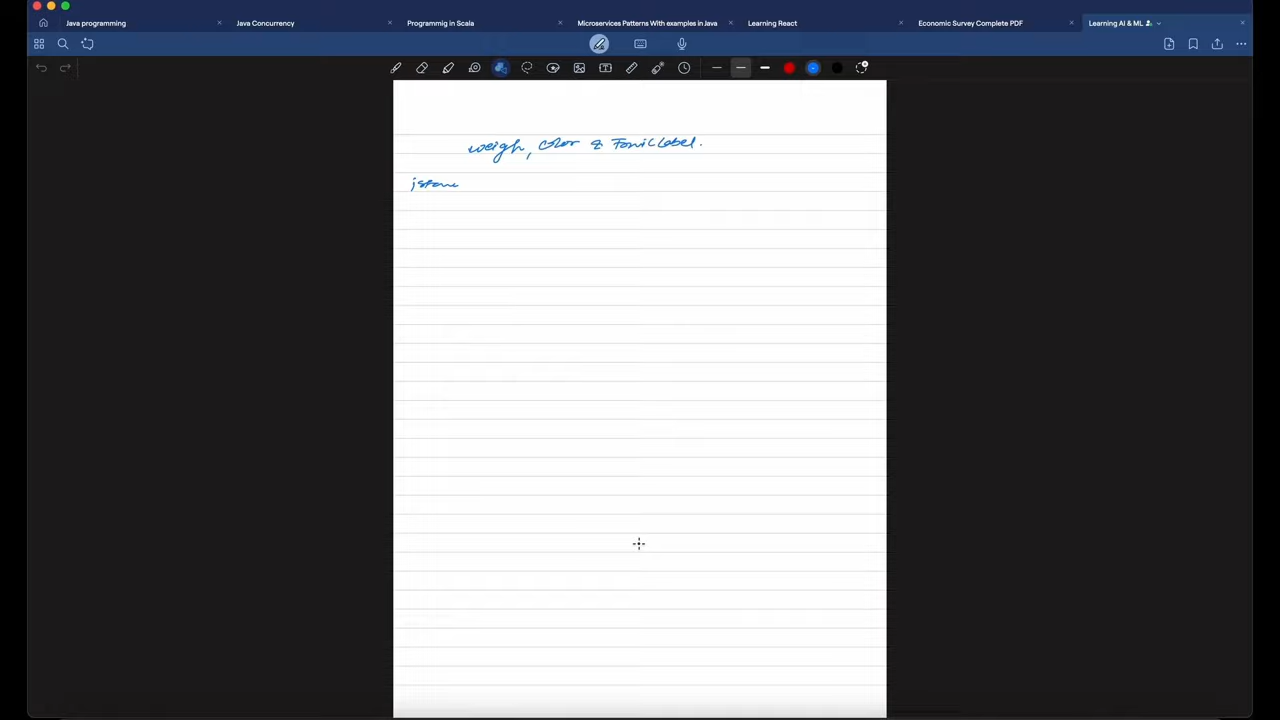 Java programming Java Concurrency Programmig in Scala Microservices Patterns With examples in Java Learning React Economic Survey Complete PDF Learning AI & ML
weigh, color & Label.